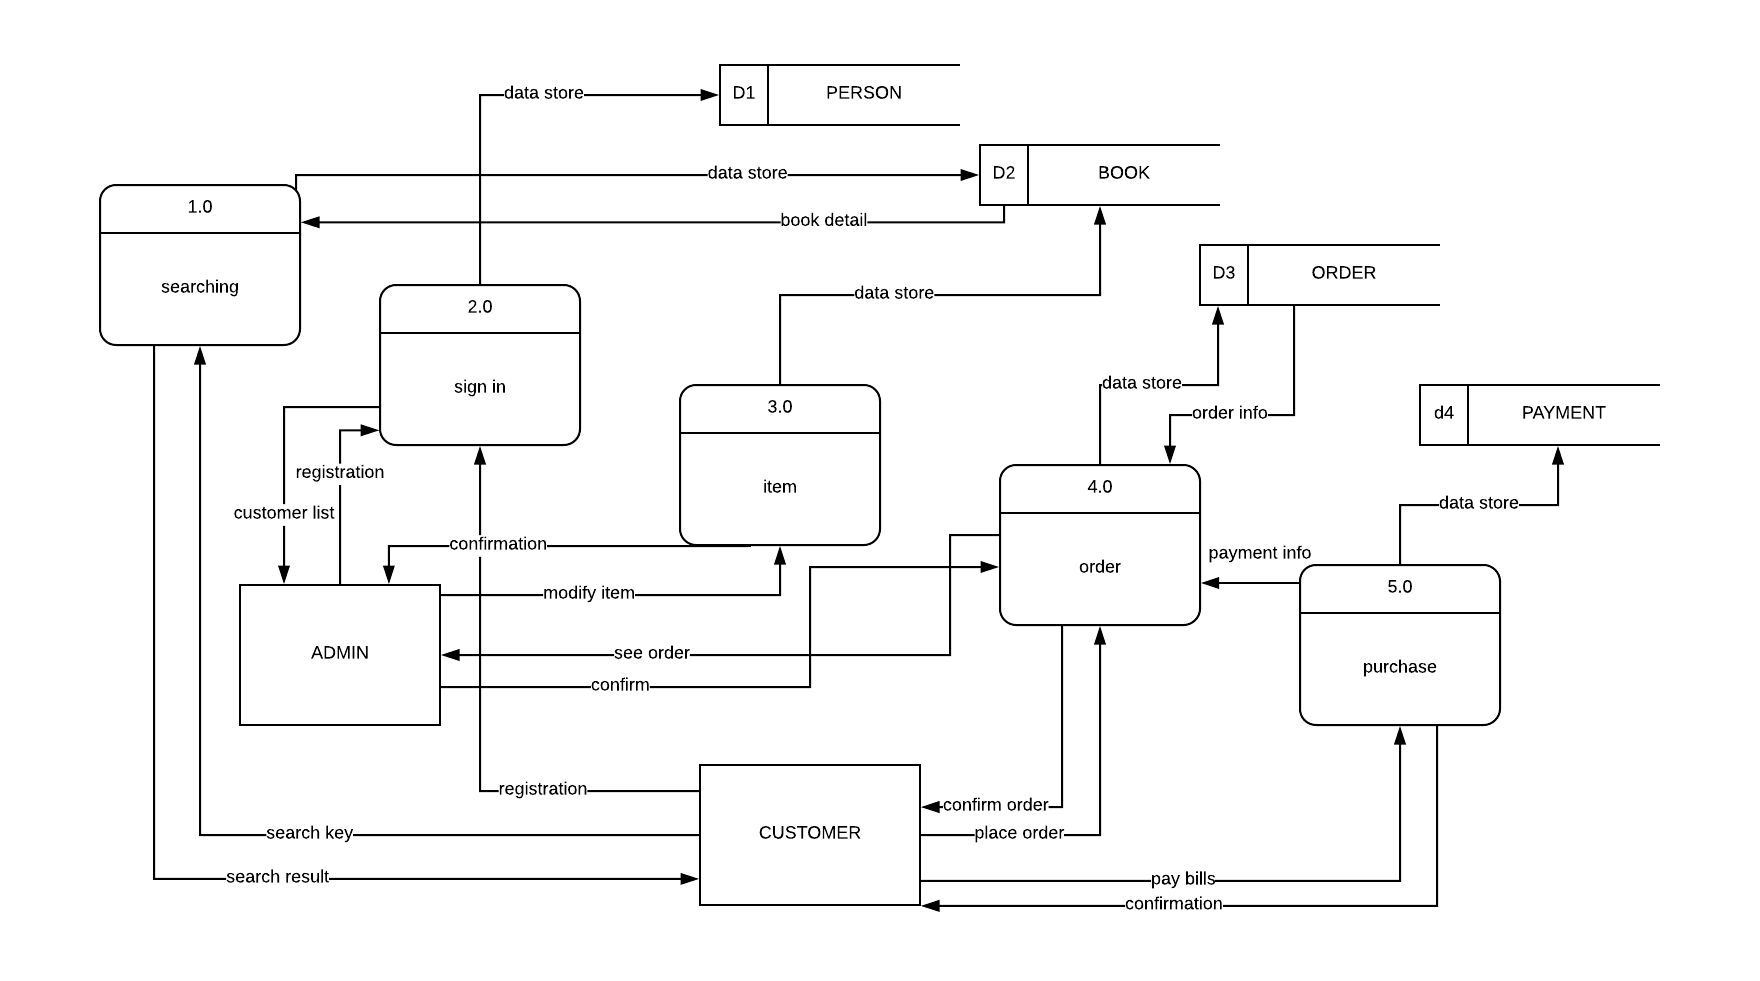 data store
D1
PERSON
data store
D2
BOOK
1.0
book detail
searching
D3
ORDER
data store
2.0
sign in
data store
order info
3.0
d4
PAYMENT
registration
item
4.0
customer list
data store
confirmation
payment info
order
modify item
5.0
ADMIN
see order
purchase
confirm
registration
confirm order
search key
CUSTOMER
place order
search result
pay bills
confirmation